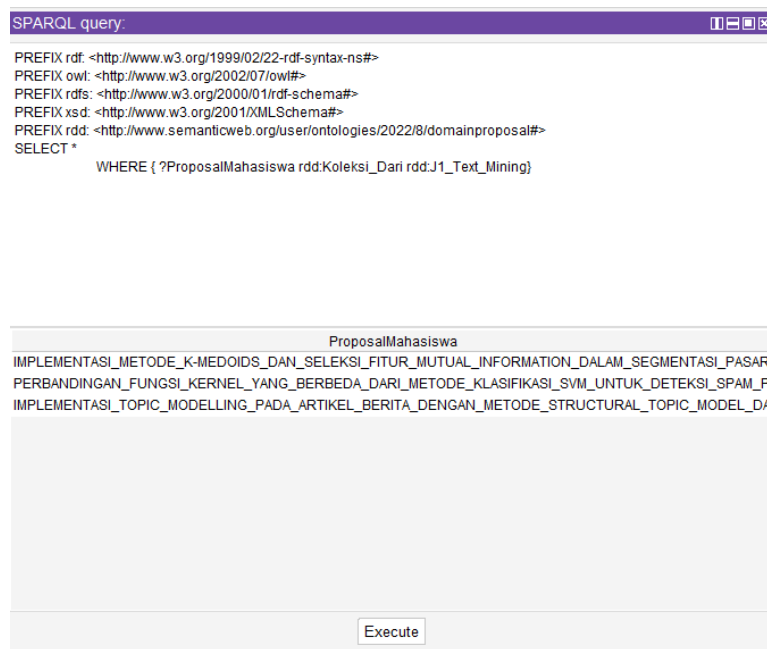 SPARQL query:
PREFIX rdf: <http://www.w3.org/1999/02/22-rdf-syntax-ns#>
PREFIX owl: <http://www.w3.org/2002/07/owl#>
PREFIX rdfs: <http://www.w3.org/2000/01/rdf-schema#>
PREFIX xsd: <http://www.w3.org/2001/XMLSchema#>
PREFIX rdd: <http://www.semanticweb.org/user/ontologies/2022/8/domainproposal#>
SELECT *
WHERE { ?ProposalMahasiswa rdd:Koleksi_Dari rdd:J1_Text_Mining}
ProposalMahasiswa
IMPLEMENTASI_METODE_K-MEDOIDS_DAN_SELEKSI_FITUR_MUTUAL_INFORMATION_DALAM_SEGMENTASI_PASAR
PERBANDINGAN_FUNGSI_KERNEL_YANG_BERBEDA_DARI_METODE_KLASIFIKASI_SVM_UNTUK_DETEKSI_SPAM_
IMPLEMENTASI_TOPIC_MODELLING_PADA_ARTIKEL_BERITA_DENGAN_METODE_STRUCTURAL_TOPIC_MODEL_DA
Execute